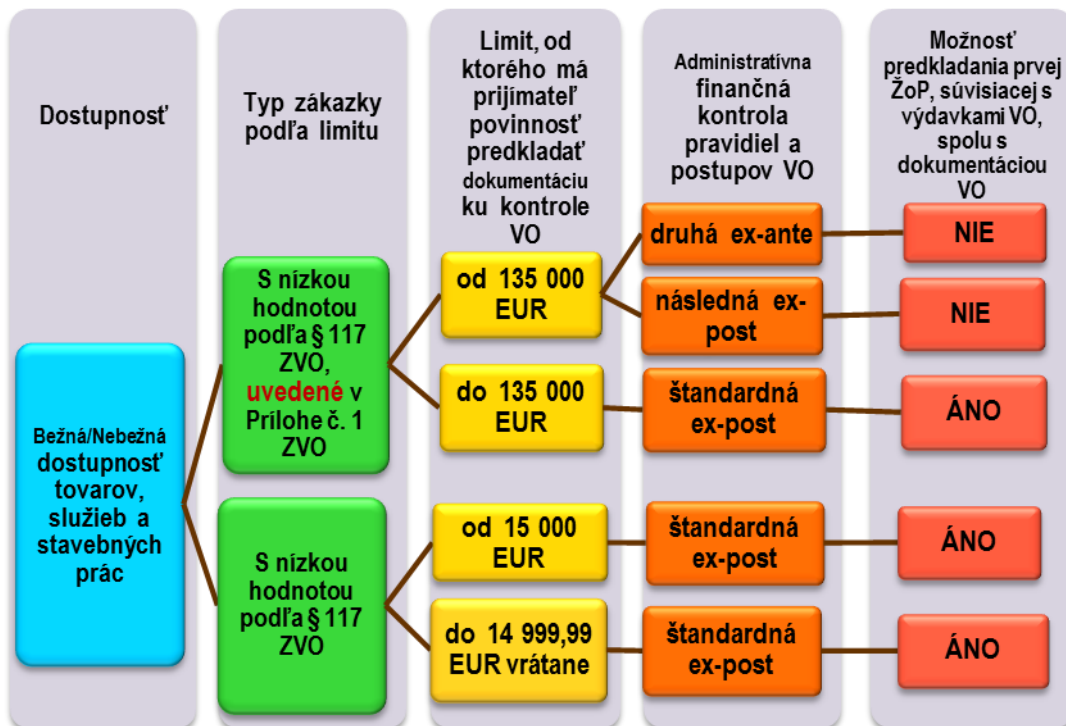 Dostupnosť
Typ zákazky
podľa limitu
Limit, od
ktorého má
prijímateľ
povinnosť
predkladať
dokumentáciu
ku kontrole
VO
Administratívna
finančná
kontrola
pravidiel a
postupov VO
Možnosť
predkladania prvej
ŽoP, súvisiacej s
výdavkami VO,
spolu s
dokumentáciou
VO
Bežná/Nebežná
dostupnosť
tovarov,
služieb a
stavebných
prác
S nízkou
hodnotou
podľa § 117
ZVO,
uvedené v
Prílohe č. 1
ZVO
od 135 000
EUR
druhá ex-ante
NIE
následná ex-
post
NIE
do 135 000
EUR
štandardná
ex-post
ÁNO
S nízkou
hodnotou
podľa § 117
ZVO
od 15 000
EUR
štandardná
ex-post
ÁNO
do 14 999,99
EUR vrátane
štandardná
ex-post
ÁNO